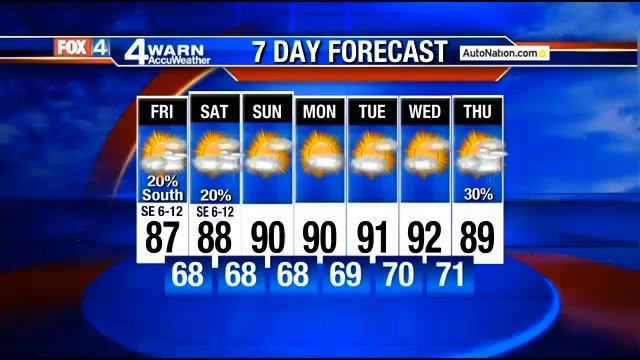 FOX 4
4WARN
AccuWeather
7 DAY FORECAST
AutoNation.com
FRI SAT SUN MON TUE WED THU
20% South 20% 30%
SE 6-12 SE 6-12
87 88 90 90 91 92 89
68 68 68 69 70 71